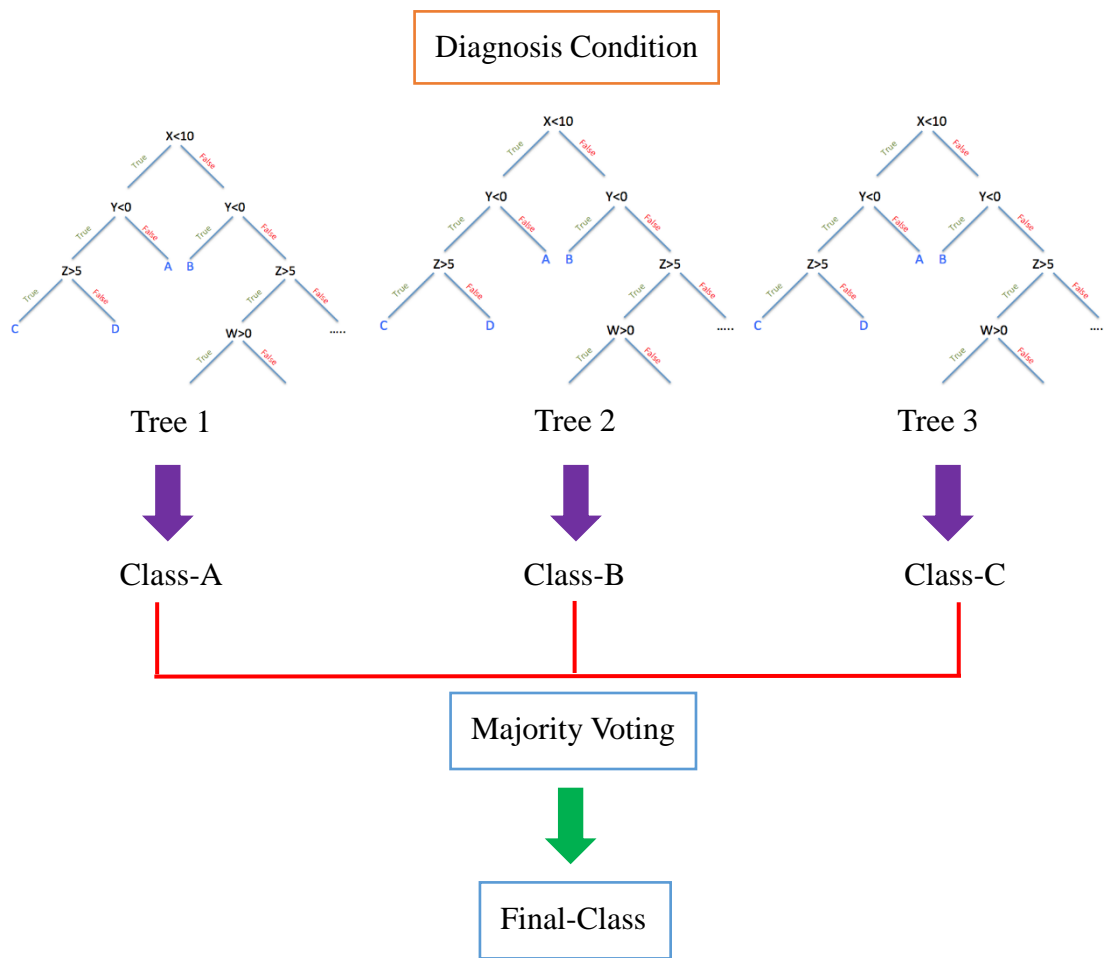 Diagnosis Condition
X<10
True
False
Y<0
Y<0
True
False
True
False
Z>5
A
B
Z>5
True
False
True
False
C
D
W>0
.....
True
False
X<10
True
False
Y<0
Y<0
True
False
True
False
Z>5
A
B
Z>5
True
False
True
False
C
D
W>0
.....
True
False
X<10
True
False
Y<0
Y<0
True
False
True
False
Z>5
A
B
Z>5
True
False
True
False
C
D
W>0
....
True
False
Tree 1
Tree 2
Tree 3
Class-A
Class-B
Class-C
Majority Voting
Final-Class